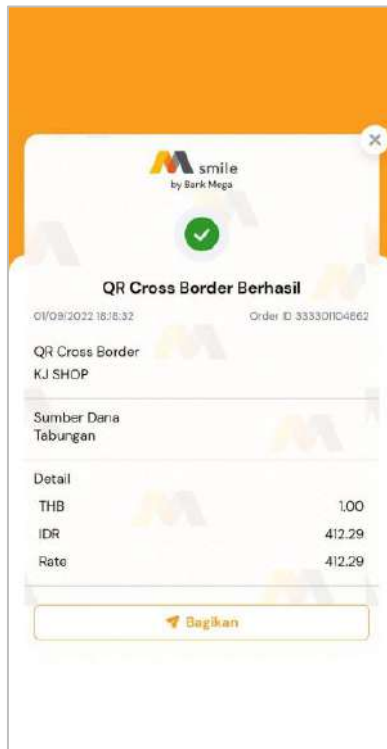 M smile
by Bank Mega
QR Cross Border Berhasil
01/09/2022 18:18:32 Order ID 333301104862
QR Cross Border
KJ SHOP
Sumber Dana
Tabungan
Detail
THB 1.00
IDR 412.29
Rate 412.29
Bagikan